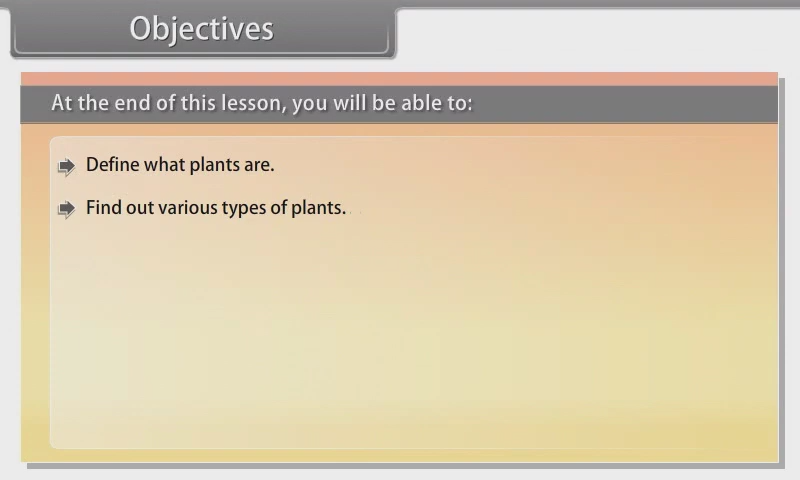 Objectives
At the end of this lesson, you will be able to:
Define what plants are.
Find out various types of plants.